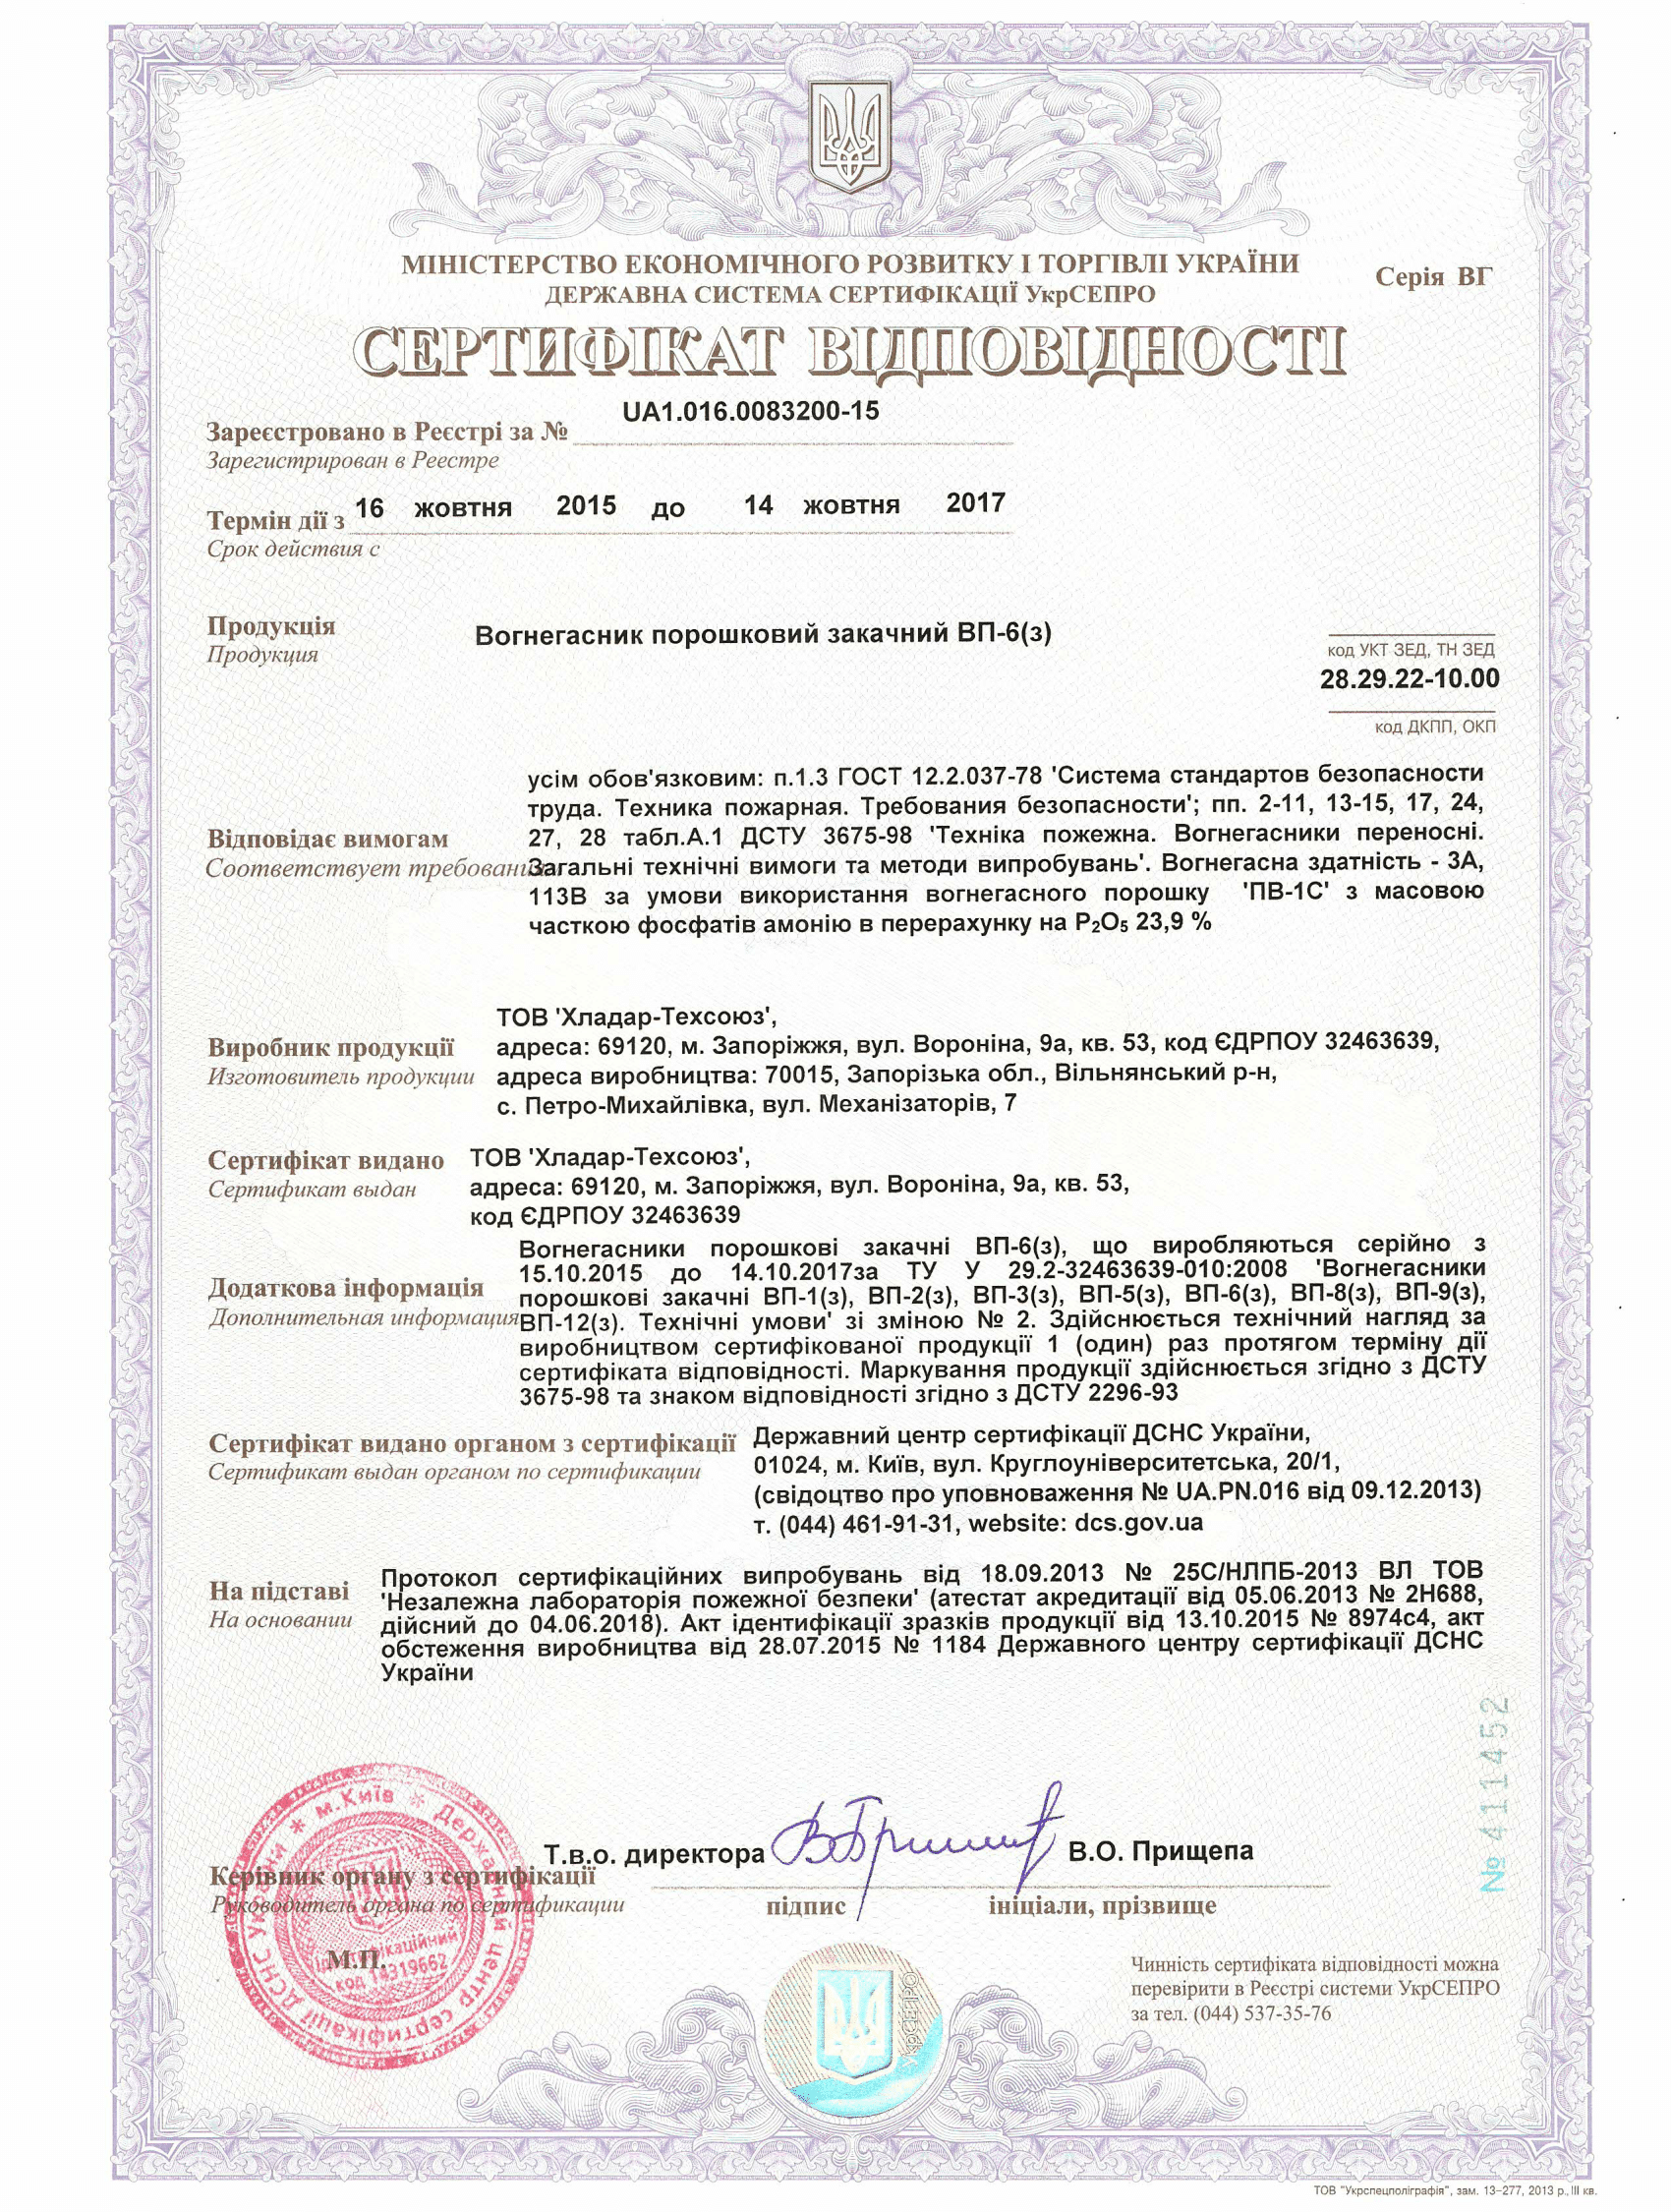 МІНІСТЕРСТВО ЕКОНОМІЧНОГО РОЗВИТКУ І ТОРГІВЛІ УКРАЇНИ
Серія ВГ
ДЕРЖАВНА СИСТЕМА СЕРТИФІКАЦІЇ УкрСЕПРО
СЕРТИФІКАТ ВІДПОВІДНОСТІ
UA1.016.0083200-15
Зареєстровано в Реєстрі за №
Зарегистрирован в Реестре
Термін дії з 16 жовтня 2015 до 14 жовтня 2017
Срок действия с
Продукція
Продукция
Вогнегасник порошковий закачний ВП-6(з)
код УКТ ЗЕД, ТН ЗЕД
28.29.22-10.00
код ДКПП, ОКП
Відповідає вимогам
Соответствует
усім обов'язковим: п.1.3 ГОСТ 12.2.037-78 'Система стандартов безопасности
труда. Техника пожарная. Требования безопасности'; пп. 2-11, 13-15, 17, 24,
27, 28 табл.А.1 ДСТУ 3675-98 'Техніка пожежна. Вогнегасники переносні.
Загальні технічні вимоги та методи випробувань'. Вогнегасна здатність - 3А,
113В за умови використання вогнегасного порошку 'ПВ-1С' з масовою
часткою фосфатів амонію в перерахунку на P₂O₅ 23,9 %
Виробник продукції
Изготовитель продукции
ТОВ 'Хладар-Техсоюз',
адреса: 69120, м. Запоріжжя, вул. Вороніна, 9а, кв. 53, код ЄДРПОУ 32463639,
адреса виробництва: 70015, Запорізька обл., Вільнянський р-н,
с. Петро-Михайлівка, вул. Механізаторів, 7
Сертифікат видано
Сертификат выдан
ТОВ 'Хладар-Техсоюз',
адреса: 69120, м. Запоріжжя, вул. Вороніна, 9а, кв. 53,
код ЄДРПОУ 32463639
Додаткова інформація
Дополнительная информация
Вогнегасники порошкові закачні ВП-6(з), що виробляються серійно з
15.10.2015 до 14.10.2017за ТУ У 29.2-32463639-010:2008 'Вогнегасники
порошкові закачні ВП-1(з), ВП-2(з), ВП-3(з), ВП-5(з), ВП-6(з), ВП-8(з), ВП-9(з),
ВП-12(з). Технічні умови' зі зміною № 2. Здійснюється технічний нагляд за
виробництвом сертифікованої продукції 1 (один) раз протягом терміну дії
сертифіката відповідності. Маркування продукції здійснюється згідно з ДСТУ
3675-98 та знаком відповідності згідно з ДСТУ 2296-93
Сертифікат видано органом з сертифікації
Сертификат выдан органом по сертификации
Державний центр сертифікації ДСНС України,
01024, м. Київ, вул. Круглоуніверситетська, 20/1,
(свідоцтво про уповноваження № UA.PN.016 від 09.12.2013)
т. (044) 461-91-31, website: dcs.gov.ua
На підставі
На основании
Протокол сертифікаційних випробувань від 18.09.2013 № 25С/НЛПБ-2013 ВЛ ТОВ
'Незалежна лабораторія пожежної безпеки' (атестат акредитації від 05.06.2013 № 2Н688,
дійсний до 04.06.2018). Акт ідентифікації зразків продукції від 13.10.2015 № 8974с4, акт
обстеження виробництва від 28.07.2015 № 1184 Державного центру сертифікації ДСНС
України
№ 411452
Т.в.о. директора
В.О. Прищепа
Керівник органу з сертифікації
Руководитель органа по сертификации
підпис
ініціали, прізвище
М.П.
м.Київ * Державний центр сертифікації ДСНС України *
Ідентифікаційний
код 14319662
УкрСЕПРО
Чинність сертифіката відповідності можна
перевірити в Реєстрі системи УкрСЕПРО
за тел. (044) 537-35-76
ТОВ "Укрспецполіграфія", зам. 13-277, 2013 р., III кв.